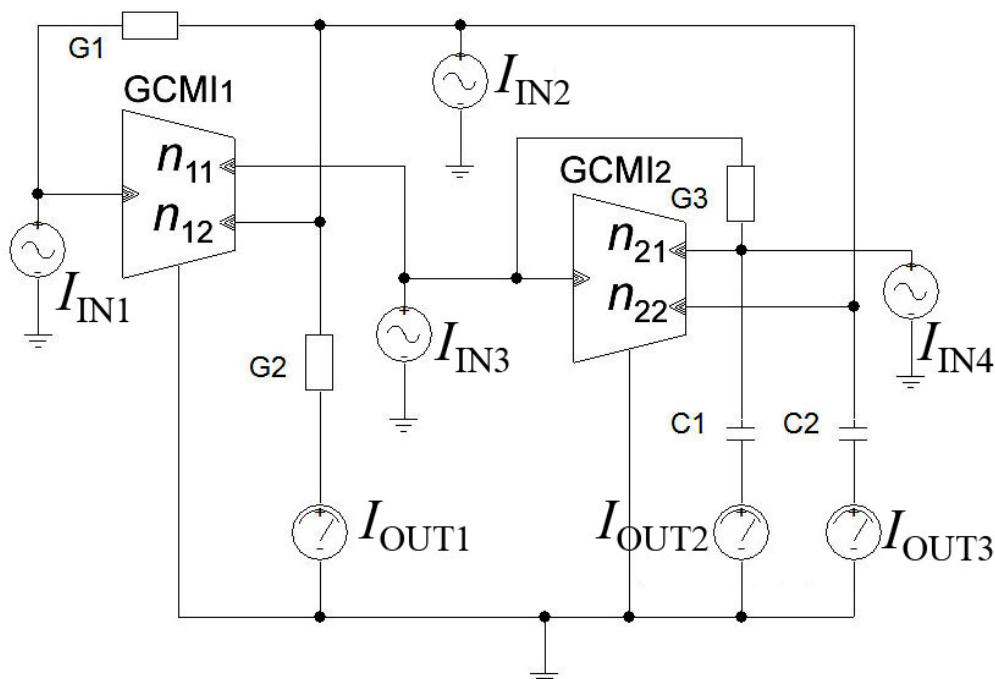 G1
GCMI1
n11
n12
IIN1
IIN2
GCMI2
G3
n21
n22
IIN3
IIN4
G2
C1
C2
IOUT1
IOUT2
IOUT3